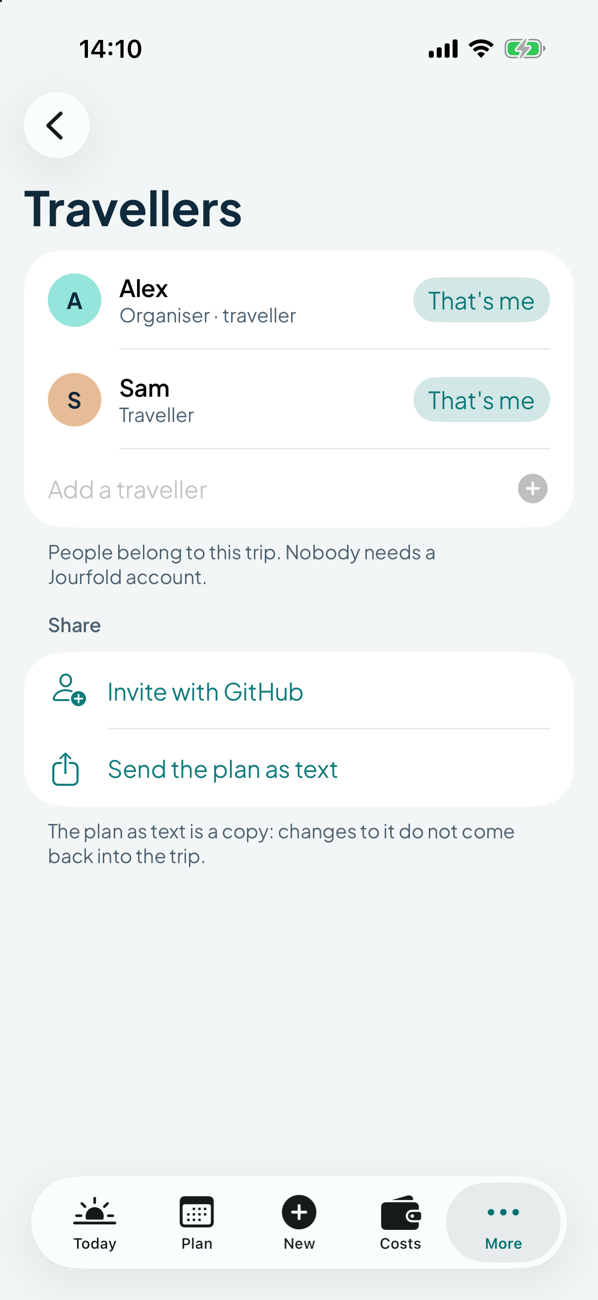 14:10
Travellers
A
Alex
Organiser · traveller
That's me
S
Sam
Traveller
That's me
Add a traveller
People belong to this trip. Nobody needs a
Jourfold account.
Share
Invite with GitHub
Send the plan as text
The plan as text is a copy: changes to it do not come
back into the trip.
Today
Plan
New
Costs
More